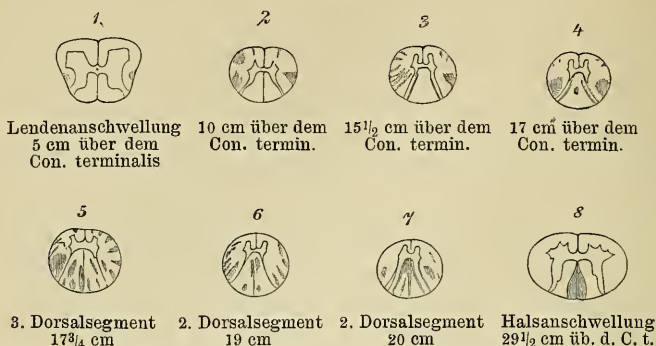 1.
2
3
4
Lendenanschwellung
5 cm über dem
Con. terminalis
10 cm über dem
Con. termin.
15½ cm über dem
Con. termin.
17 cm über dem
Con. termin.
5
6
7
8
3. Dorsalsegment
17¾ cm
2. Dorsalsegment
19 cm
2. Dorsalsegment
20 cm
Halsanschwellung
29½ cm üb. d. C. t.